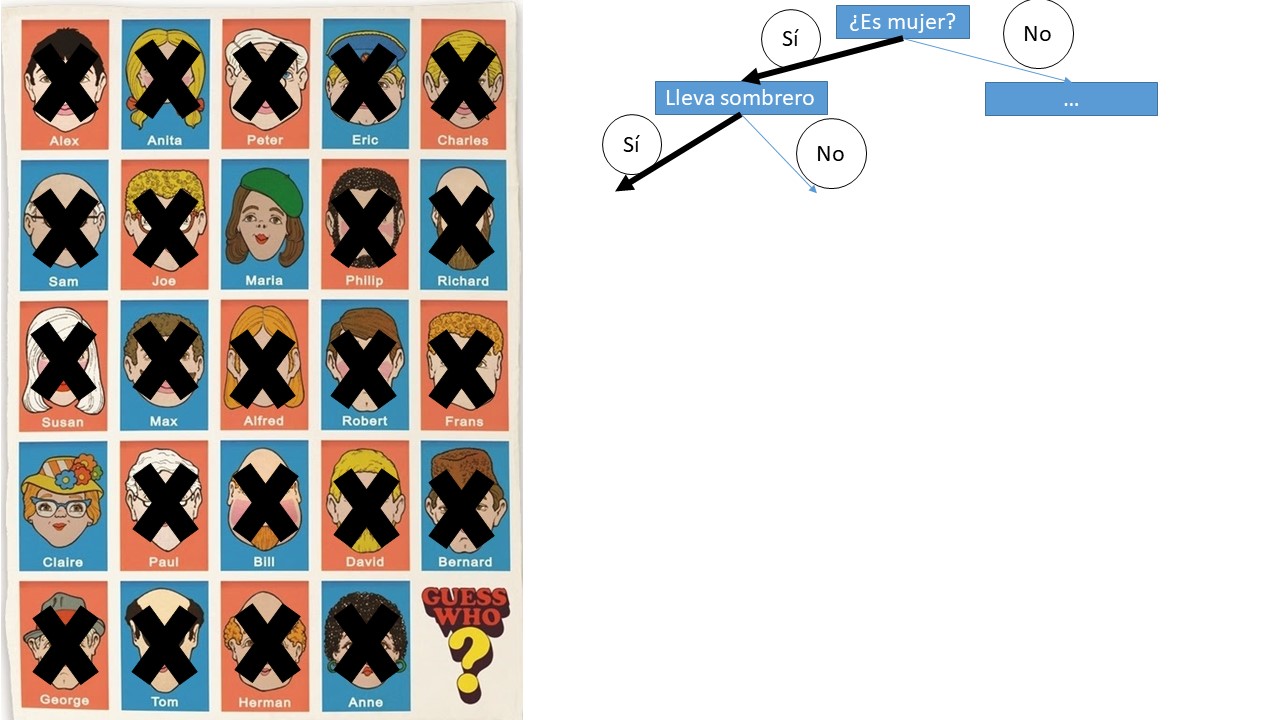 Alex Anita Peter Eric Charles
Sam Joe Maria Philip Richard
Susan Max Alfred Robert Frans
Claire Paul Bill David Bernard
George Tom Herman Anne
GUESS
WHO
?
¿Es mujer?
Sí
No
Lleva sombrero
...
Sí
No